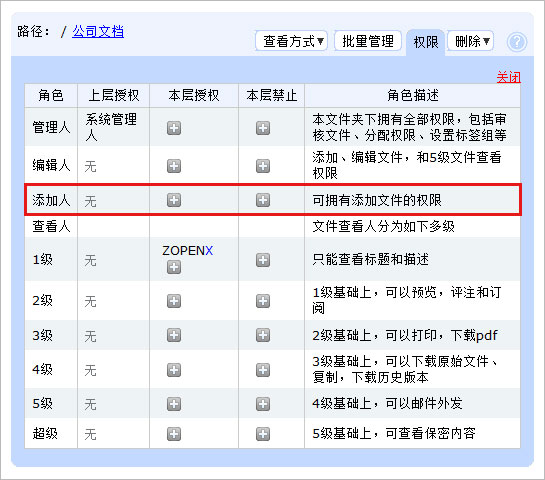 路径： / 公司文档
查看方式▼ 批量管理 权限 删除▼ ?
关闭
角色 上层授权 本层授权 本层禁止 角色描述
管理人 系统管理人 本文件夹下拥有全部权限，包括审核文件、分配权限、设置标签组等
编辑人 无 添加、编辑文件，和5级文件查看权限
添加人 无 可拥有添加文件的权限
查看人 文件查看人分为如下多级
1级 无 ZOPENX 只能查看标题和描述
2级 无 1级基础上，可以预览，评注和订阅
3级 无 2级基础上，可以打印，下载pdf
4级 无 3级基础上，可以下载原始文件、复制，下载历史版本
5级 无 4级基础上，可以邮件外发
超级 无 5级基础上，可查看保密内容